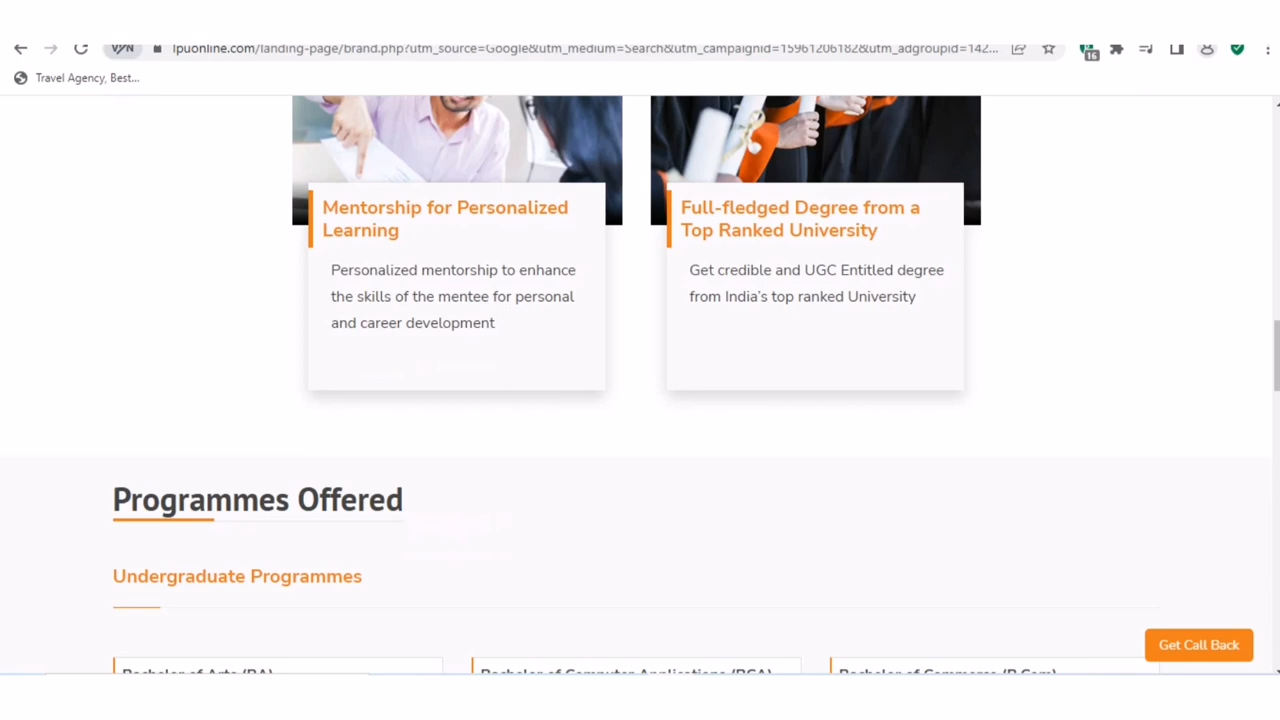 VPN
lpuonline.com/landing-page/brand.php?utm_source=Google&utm_medium=Search&utm_campaignid=15961206182&utm_adgroupid=142...
16
Travel Agency, Best...
Mentorship for Personalized
Learning
Personalized mentorship to enhance
the skills of the mentee for personal
and career development
Full-fledged Degree from a
Top Ranked University
Get credible and UGC Entitled degree
from India's top ranked University
Programmes Offered
Undergraduate Programmes
Get Call Back
Bachelor of Arts (BA)
Bachelor of Computer Applications (BCA)
Bachelor of Commerce (B.Com)